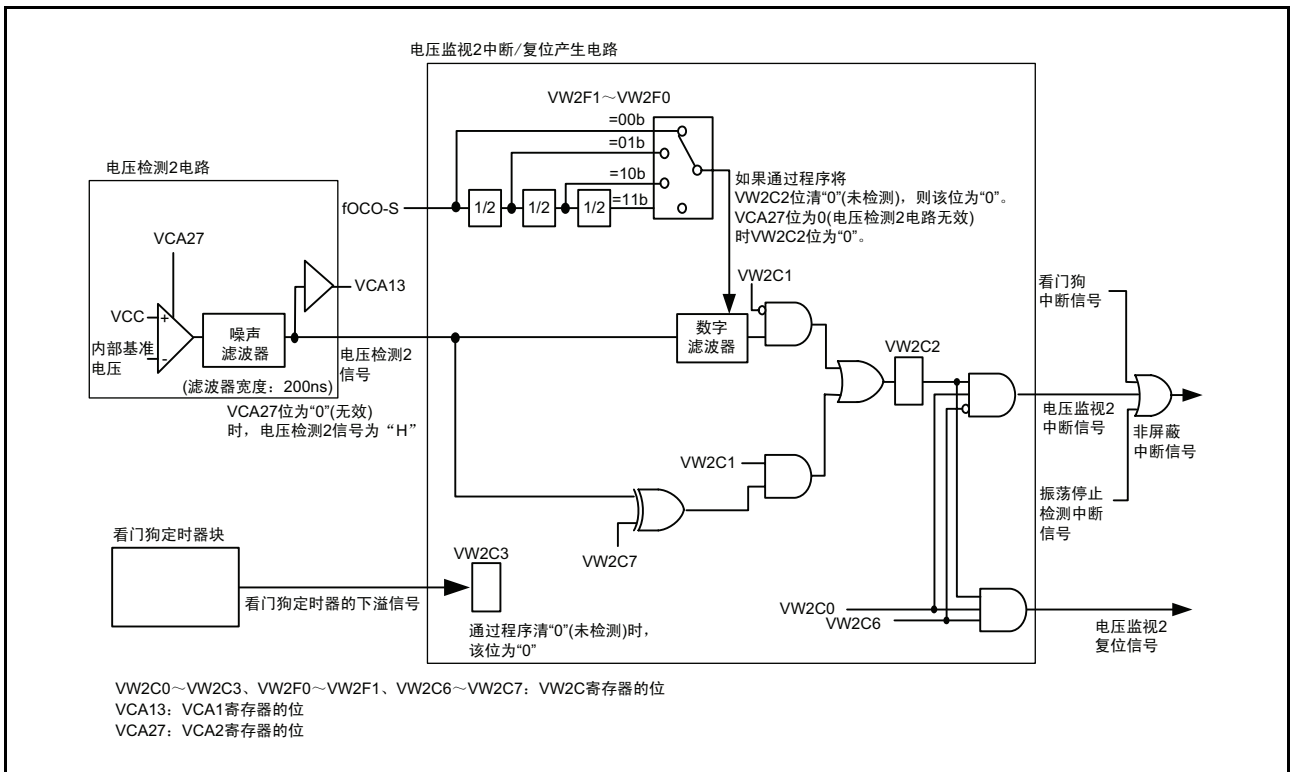 电压监视2中断/复位产生电路
VW2F1～VW2F0
=00b
=01b
=10b
=11b
fOCO-S
1/2
1/2
1/2
如果通过程序将
VW2C2位清“0”(未检测)，则该位为“0”。
VCA27位为0(电压检测2电路无效)
时VW2C2位为“0”。
电压检测2电路
VCA27
VCA13
VCC
+
内部基准
电压
-
噪声
滤波器
(滤波器宽度：200ns)
电压检测2
信号
VCA27位为“0”(无效)
时，电压检测2信号为“H”
VW2C1
数字
滤波器
VW2C2
看门狗
中断信号
电压监视2
中断信号
非屏蔽
中断信号
振荡停止
检测中断
信号
VW2C1
VW2C7
看门狗定时器块
看门狗定时器的下溢信号
VW2C3
通过程序清“0”(未检测)时，
该位为“0”
VW2C0
VW2C6
电压监视2
复位信号
VW2C0～VW2C3、VW2F0～VW2F1、VW2C6～VW2C7：VW2C寄存器的位
VCA13：VCA1寄存器的位
VCA27：VCA2寄存器的位